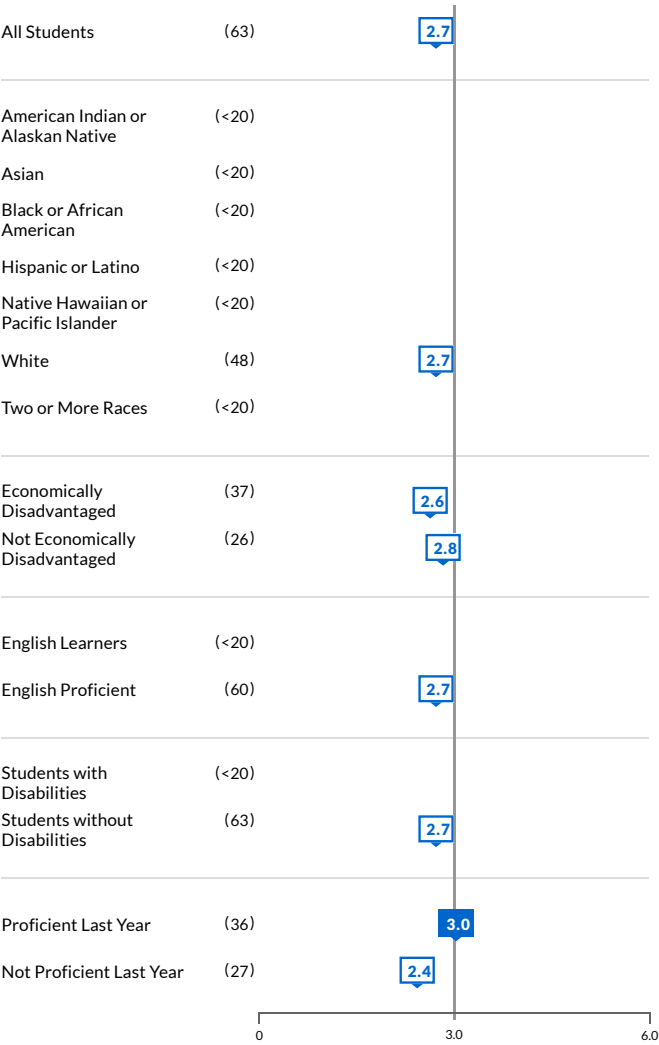 All Students (63) 2.7
American Indian or (<20)
Alaskan Native
Asian (<20)
Black or African (<20)
American
Hispanic or Latino (<20)
Native Hawaiian or (<20)
Pacific Islander
White (48) 2.7
Two or More Races (<20)
Economically (37) 2.6
Disadvantaged
Not Economically (26) 2.8
Disadvantaged
English Learners (<20)
English Proficient (60) 2.7
Students with (<20)
Disabilities
Students without (63) 2.7
Disabilities
Proficient Last Year (36) 3.0
Not Proficient Last Year (27) 2.4
0 3.0 6.0